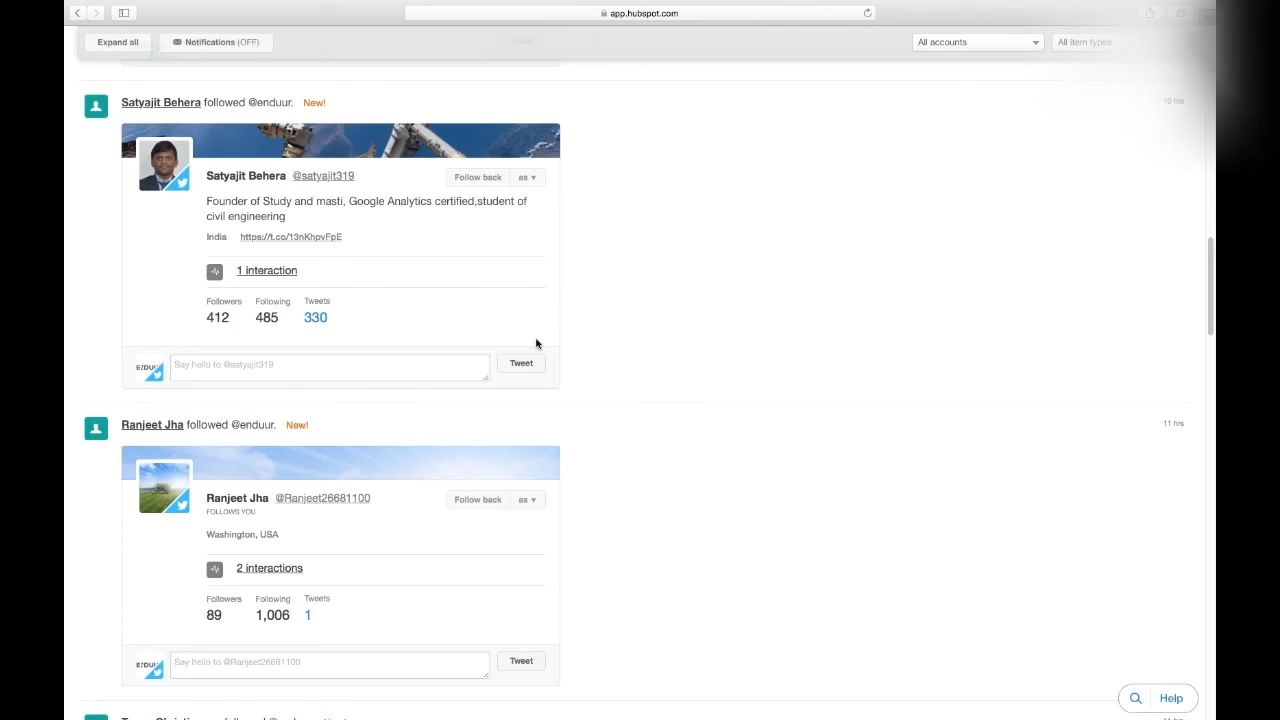 app.hubspot.com
Expand all
Notifications (OFF)
All accounts
All item types
Satyajit Behera followed @enduur. New!
10 hrs
Satyajit Behera @satyajit319
Follow back as
Founder of Study and masti, Google Analytics certified,student of
civil engineering
India https://t.co/13nKhpvFpE
1 interaction
Followers Following Tweets
412 485 330
Say hello to @satyajit319
Tweet
Ranjeet Jha followed @enduur. New!
11 hrs
Ranjeet Jha @Ranjeet26681100
Follow back as
FOLLOWS YOU
Washington, USA
2 interactions
Followers Following Tweets
89 1,006 1
Say hello to @Ranjeet26681100
Tweet
Help